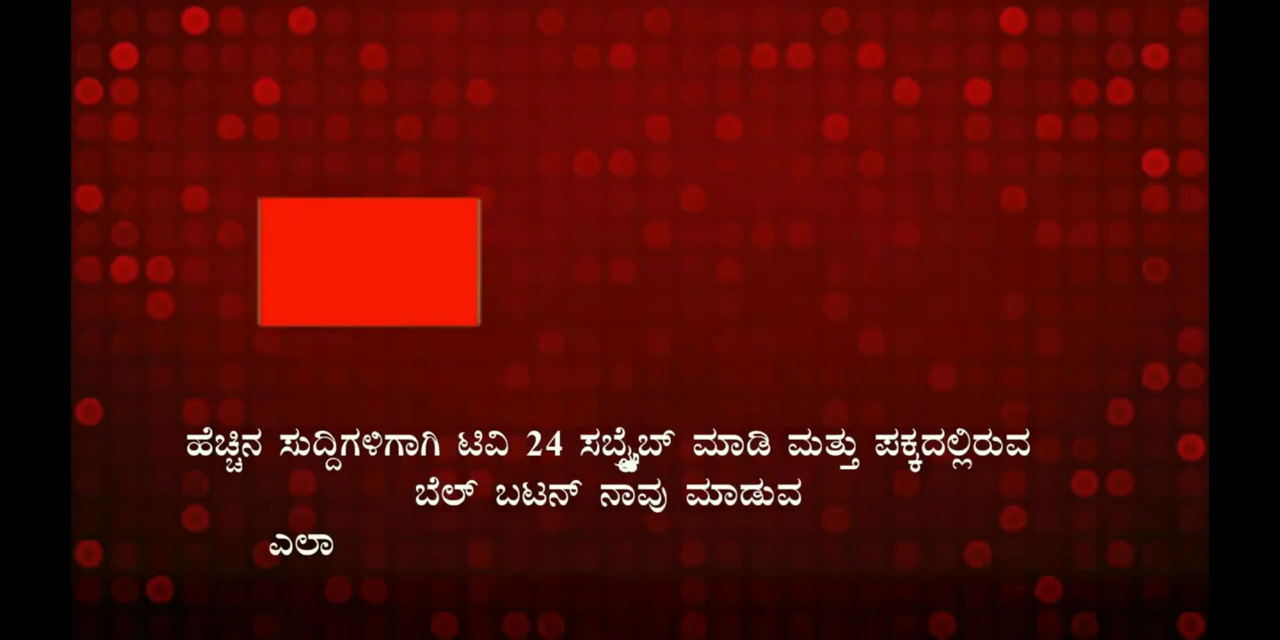 ಹೆಚ್ಚಿನ ಸುದ್ದಿಗಳಿಗಾಗಿ ಟಿವಿ 24 ಸಬ್ಸ್ಕ್ರೈಬ್ ಮಾಡಿ ಮತ್ತು ಪಕ್ಕದಲ್ಲಿರುವ
ಬೆಲ್ ಬಟನ್ ನಾವು ಮಾಡುವ
ಎಲಾ